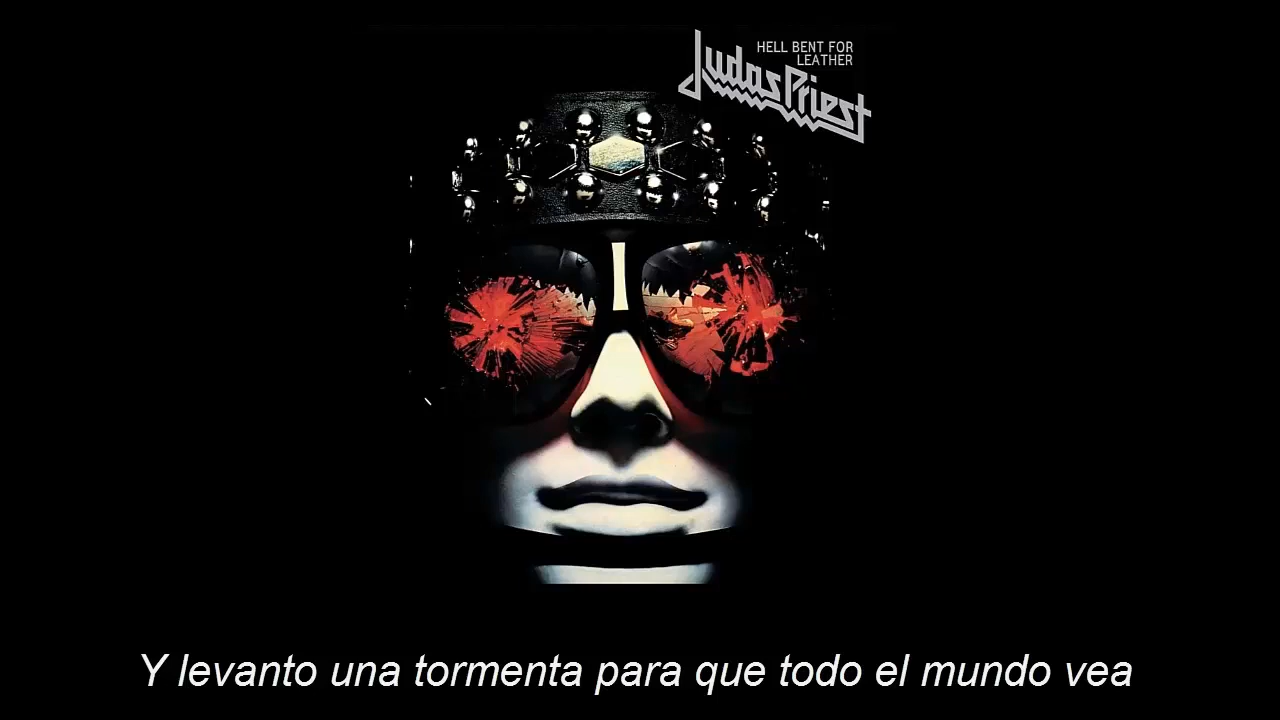 HELL BENT FOR
LEATHER
Judas Priest
Y levanto una tormenta para que todo el mundo vea